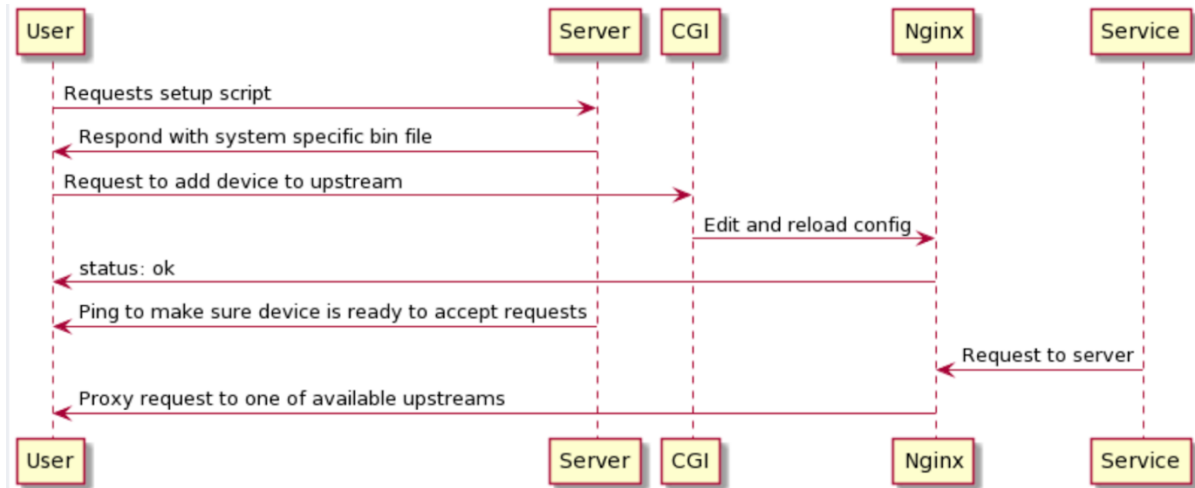 User Server CGI Nginx Service
Requests setup script
Respond with system specific bin file
Request to add device to upstream
Edit and reload config
status: ok
Ping to make sure device is ready to accept requests
Request to server
Proxy request to one of available upstreams
User Server CGI Nginx Service